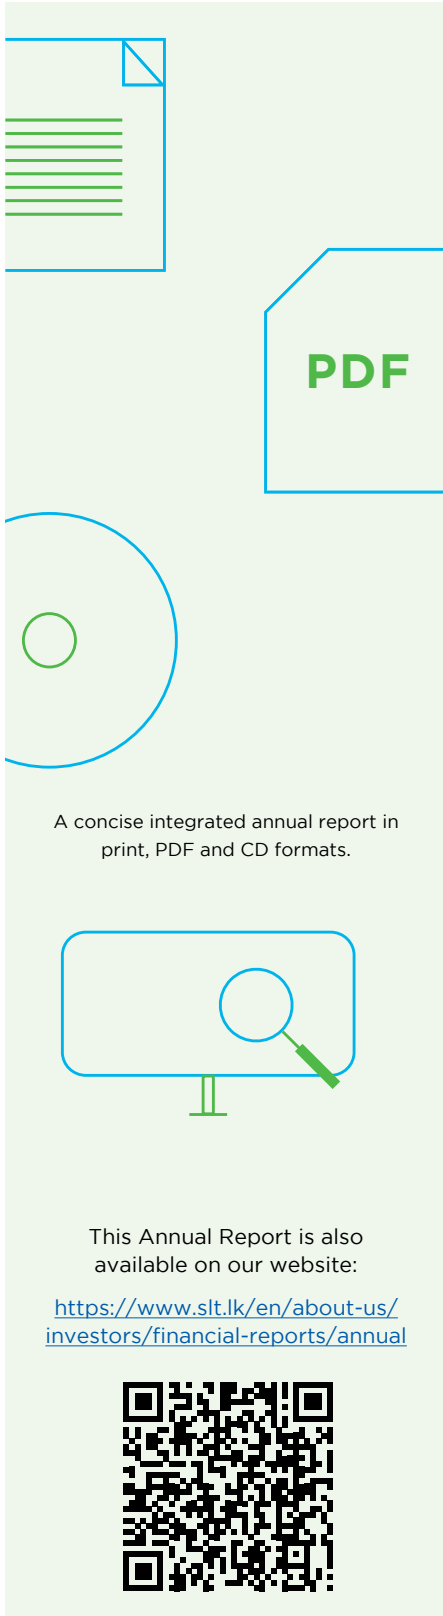 PDF
A concise integrated annual report in
print, PDF and CD formats.
This Annual Report is also
available on our website:
https://www.slt.lk/en/about-us/
investors/financial-reports/annual